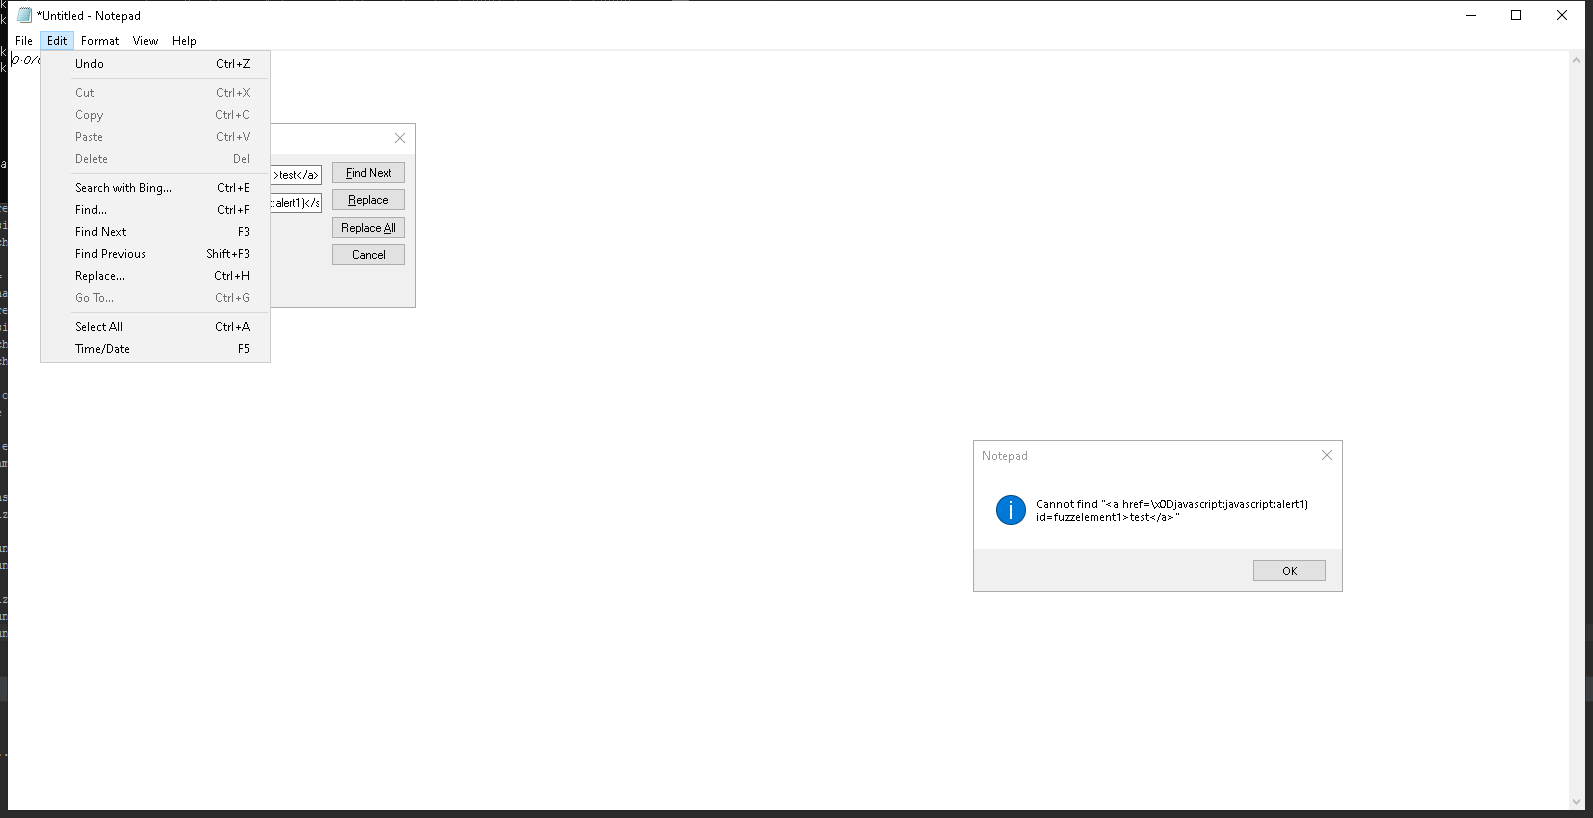 *Untitled - Notepad
File Edit Format View Help
Undo Ctrl+Z
Cut Ctrl+X
Copy Ctrl+C
Paste Ctrl+V
Delete Del
Search with Bing... Ctrl+E
Find... Ctrl+F
Find Next F3
Find Previous Shift+F3
Replace... Ctrl+H
Go To... Ctrl+G
Select All Ctrl+A
Time/Date F5
>test</a>
Find Next
:alert1)</s
Replace
Replace All
Cancel
Notepad
Cannot find "<a href=\x0Djavascript:javascript:alert1)
id=fuzzelement1>test</a>"
OK